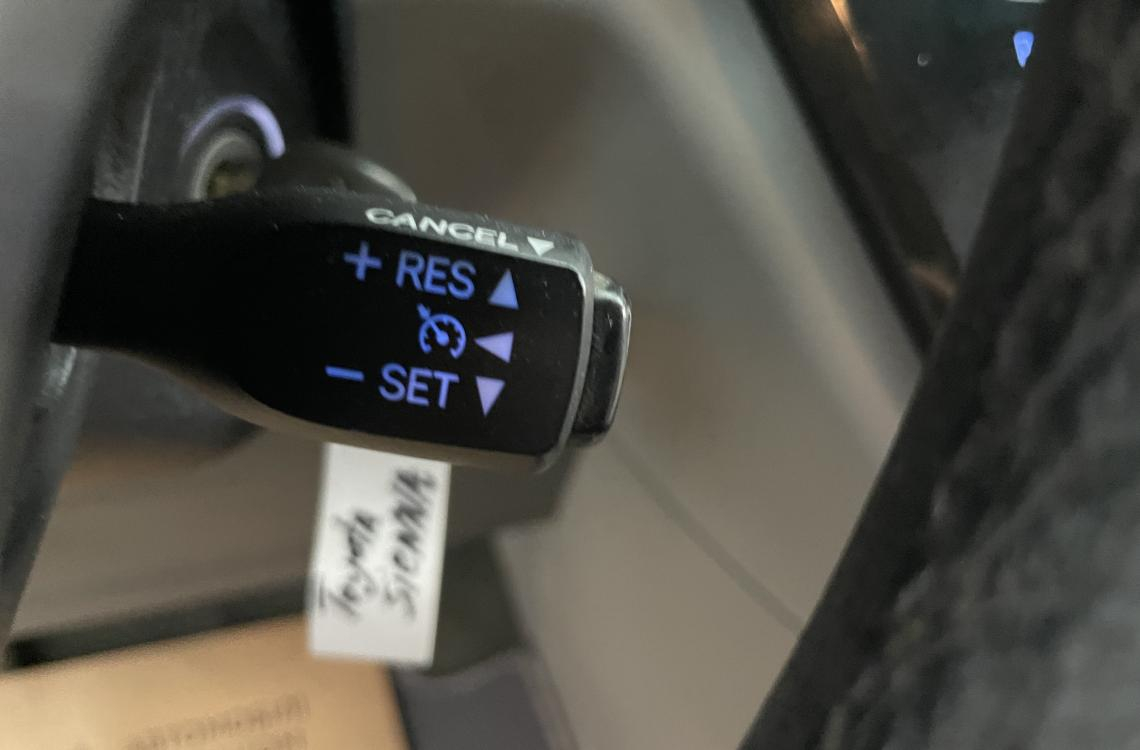 CANCEL ▼
+ RES ▲
◀
− SET ▼
Toyota
SIENNA